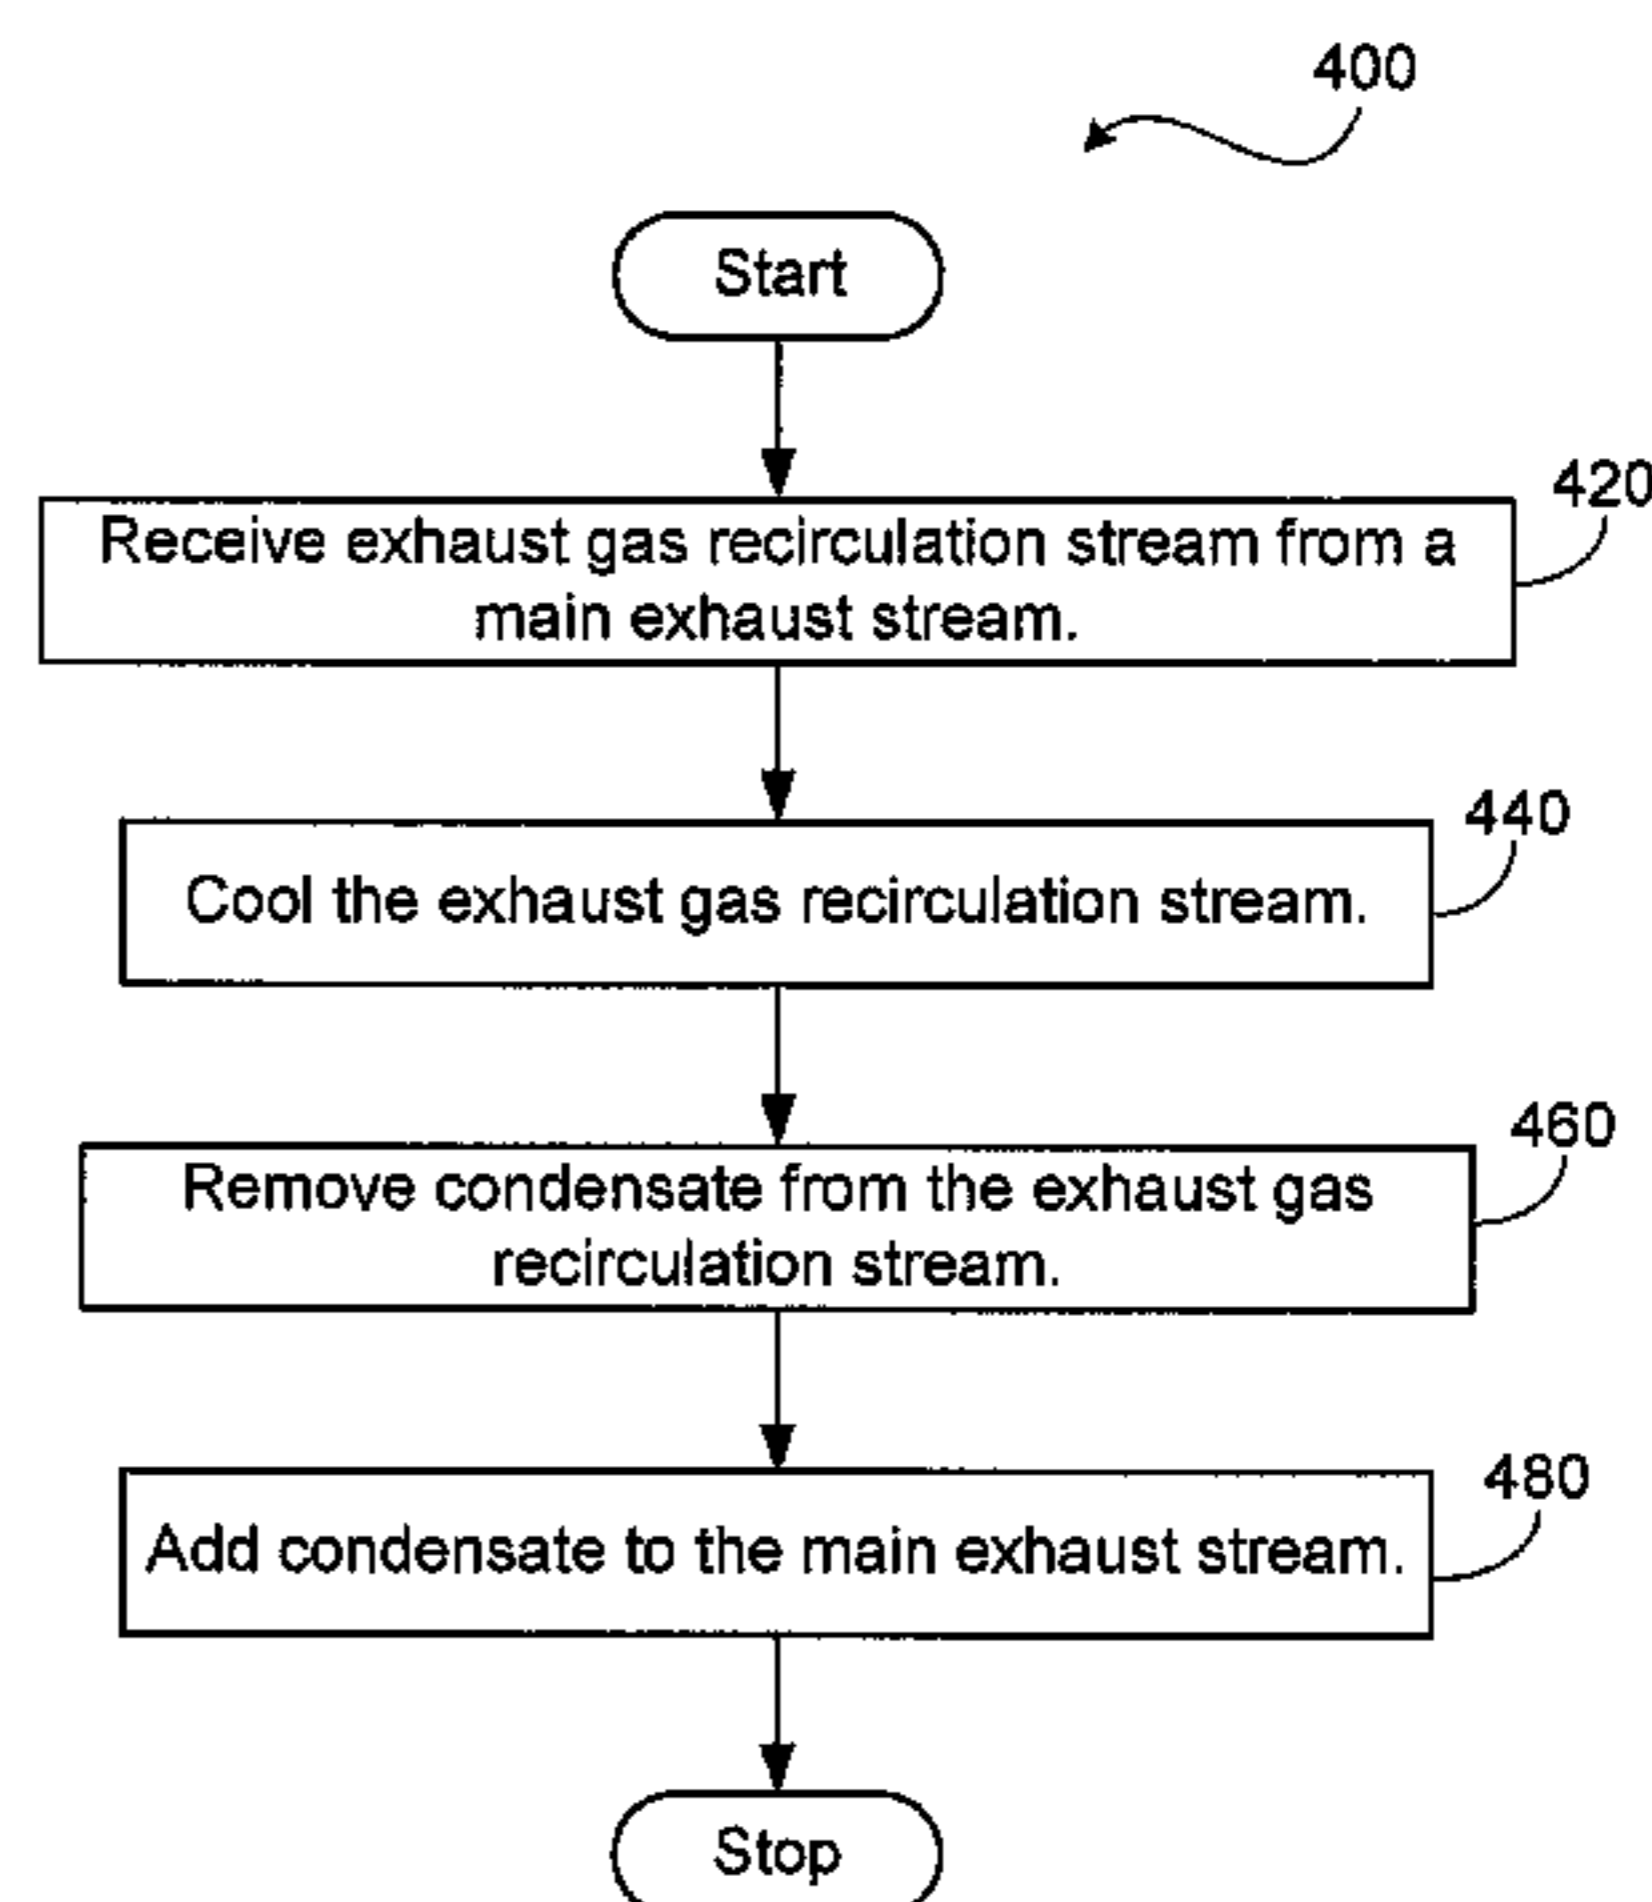 400
Start
420
Receive exhaust gas recirculation stream from a
main exhaust stream.
440
Cool the exhaust gas recirculation stream.
460
Remove condensate from the exhaust gas
recirculation stream.
480
Add condensate to the main exhaust stream.
Stop